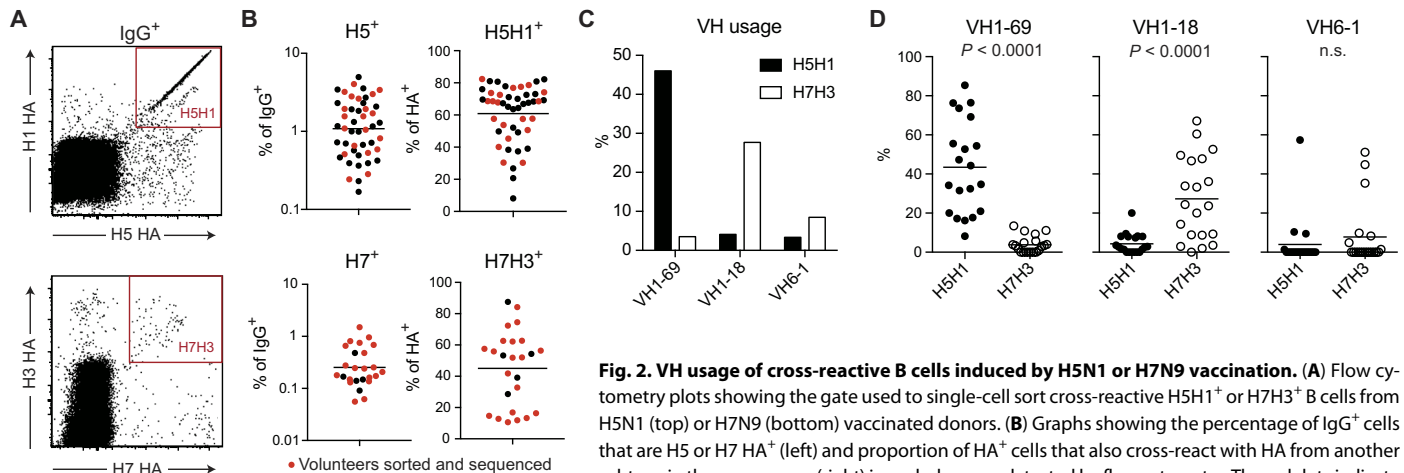 A
IgG+
H1 HA
H5H1
H5 HA
H3 HA
H7H3
H7 HA
B
H5+
% of IgG+
10
1
0.1
H5H1+
% of HA+
100
80
60
40
20
0
H7+
% of IgG+
10
1
0.1
0.01
H7H3+
% of HA+
100
80
60
40
20
0
• Volunteers sorted and sequenced
C
VH usage
%
50
40
30
20
10
0
H5H1
H7H3
VH1-69
VH1-18
VH6-1
D
VH1-69
P < 0.0001
VH1-18
P < 0.0001
VH6-1
n.s.
%
100
80
60
40
20
0
H5H1
H7H3
H5H1
H7H3
H5H1
H7H3
Fig. 2. VH usage of cross-reactive B cells induced by H5N1 or H7N9 vaccination. (A) Flow cy-
tometry plots showing the gate used to single-cell sort cross-reactive H5H1+ or H7H3+ B cells from
H5N1 (top) or H7N9 (bottom) vaccinated donors. (B) Graphs showing the percentage of IgG+ cells
that are H5 or H7 HA+ (left) and proportion of HA+ cells that also cross-react with HA from another